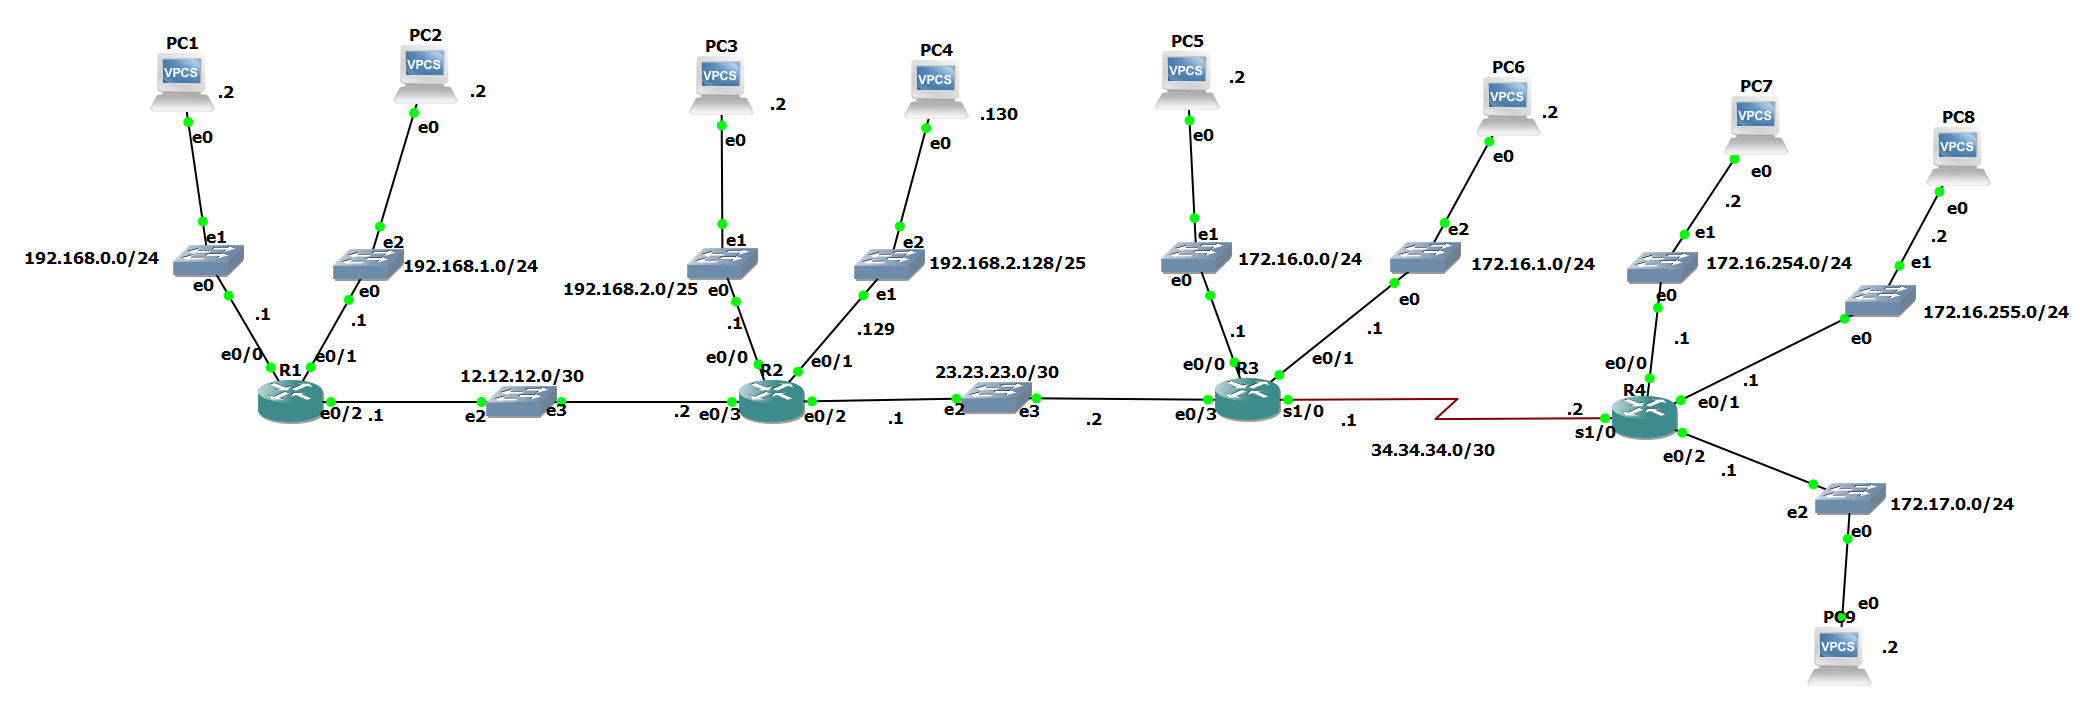 PC1
VPCS
.2
e0
e1
192.168.0.0/24
e0
.1
e0/0
PC2
VPCS
.2
e0
e2
192.168.1.0/24
e0
.1
e0/1
R1
e0/2
.1
12.12.12.0/30
e2
e3
.2
e0/3
PC3
VPCS
.2
e0
e1
192.168.2.0/25
e0
.1
e0/0
PC4
VPCS
.130
e0
e2
192.168.2.128/25
e1
.129
e0/1
R2
e0/2
.1
23.23.23.0/30
e2
e3
.2
e0/3
PC5
VPCS
.2
e0
e1
172.16.0.0/24
e0
.1
e0/0
PC6
VPCS
.2
e0
e2
172.16.1.0/24
e0
.1
e0/1
R3
s1/0
.1
34.34.34.0/30
.2
s1/0
PC7
VPCS
e0
.2
e1
172.16.254.0/24
e0
.1
e0/0
PC8
VPCS
e0
.2
e1
172.16.255.0/24
e0
.1
e0/1
R4
e0/2
.1
172.17.0.0/24
e2
e0
e0
PC9
VPCS
.2